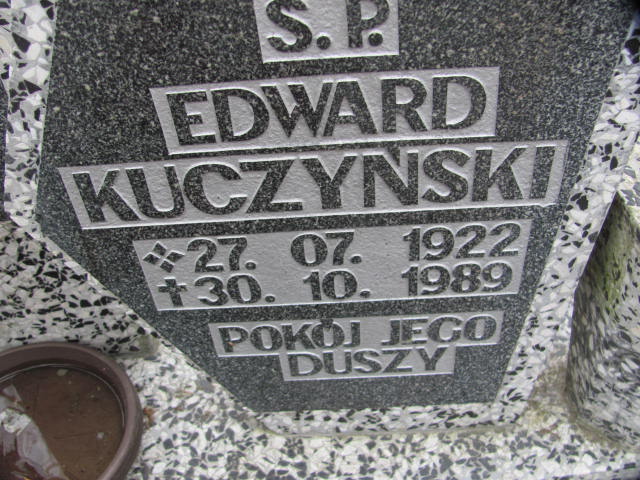 Ś.P.
EDWARD
KUCZYŃSKI
27. 07. 1922
30. 10. 1989
POKÓJ JEGO
DUSZY